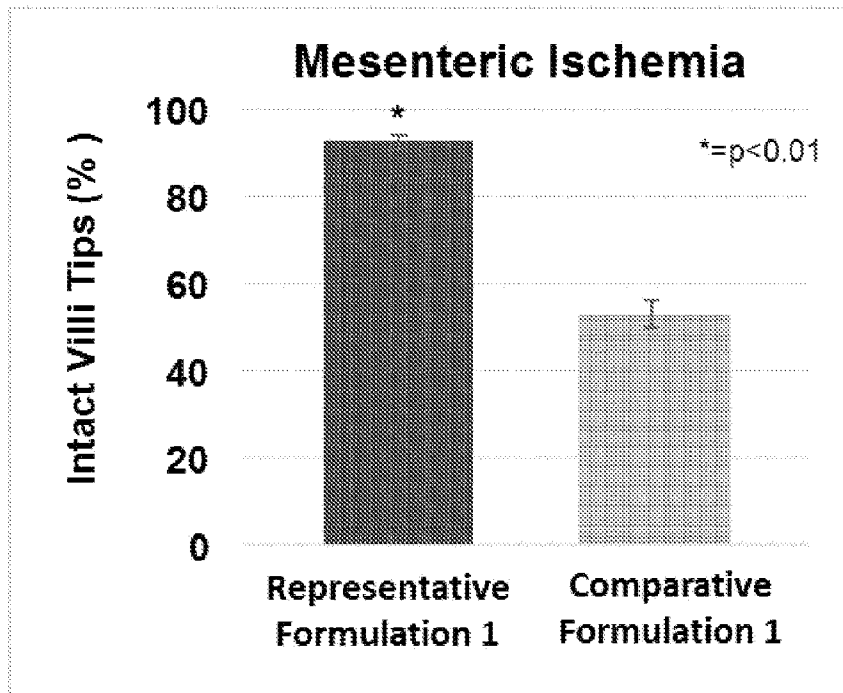 Mesenteric Ischemia
Intact Villi Tips (% )
100
80
60
40
20
0
*
*=p<0.01
Representative
Formulation 1
Comparative
Formulation 1